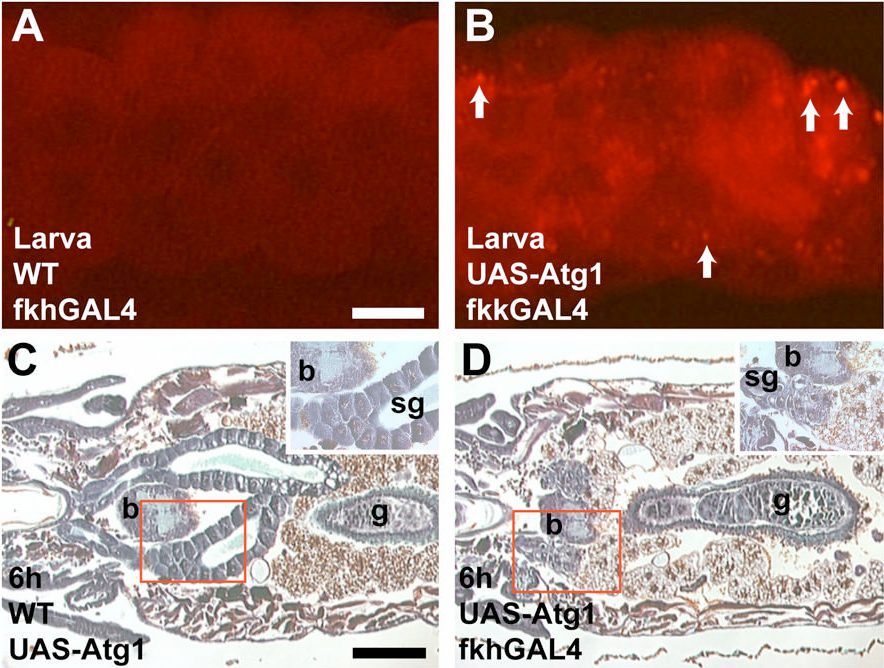 A
Larva
WT
fkhGAL4
B
Larva
UAS-Atg1
fkkGAL4
C
b
sg
b
g
6h
WT
UAS-Atg1
D
b
sg
b
g
6h
UAS-Atg1
fkhGAL4